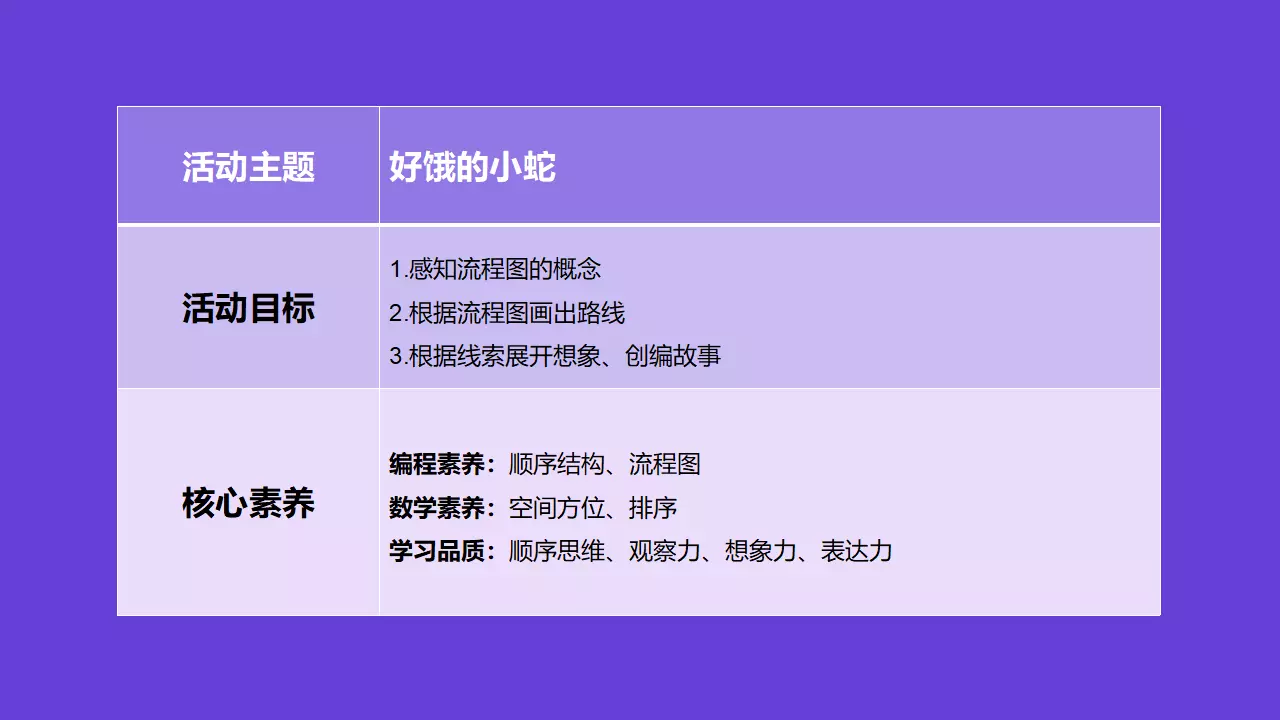 活动主题
好饿的小蛇
活动目标
1.感知流程图的概念
2.根据流程图画出路线
3.根据线索展开想象、创编故事
核心素养
编程素养：顺序结构、流程图
数学素养：空间方位、排序
学习品质：顺序思维、观察力、想象力、表达力